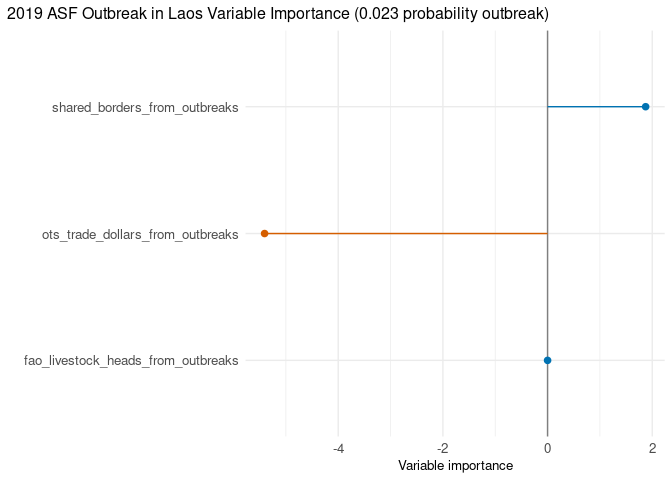 2019 ASF Outbreak in Laos Variable Importance (0.023 probability outbreak)
shared_borders_from_outbreaks
ots_trade_dollars_from_outbreaks
fao_livestock_heads_from_outbreaks
-4 -2 0 2
Variable importance